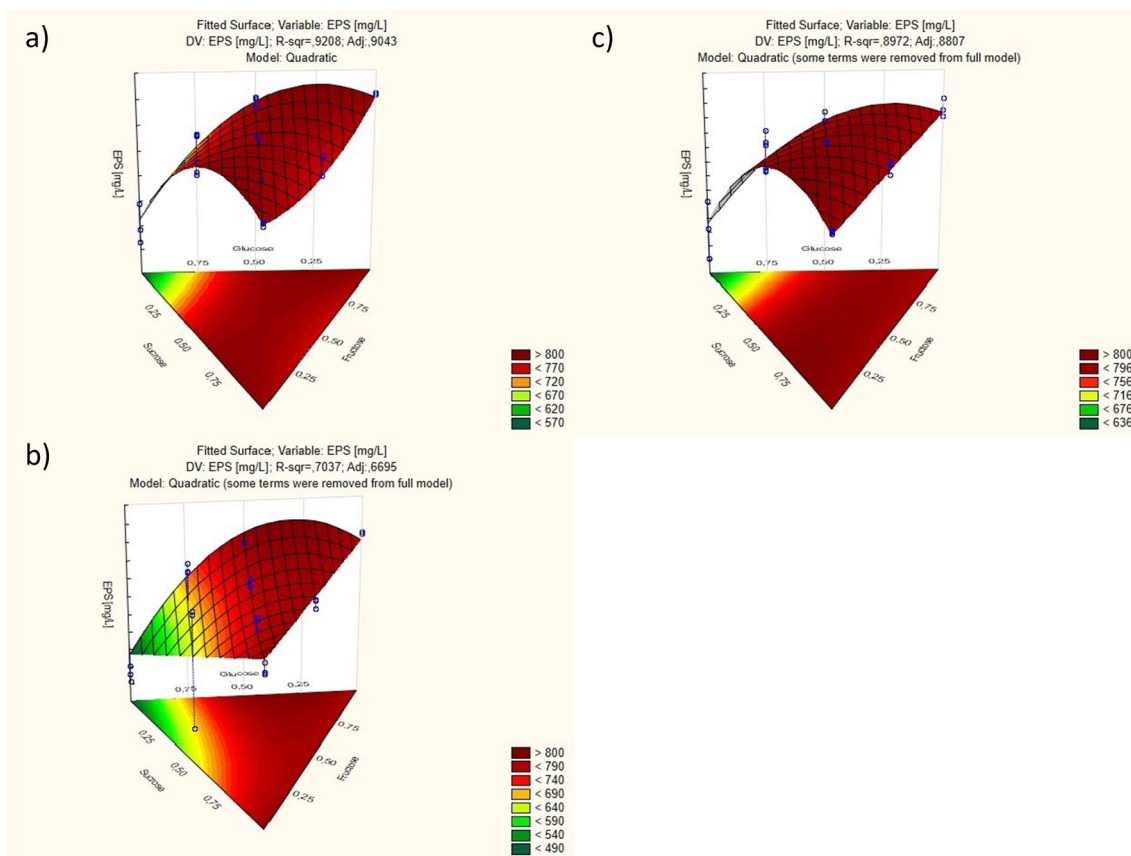 a)
Fitted Surface; Variable: EPS [mg/L]
DV: EPS [mg/L]; R-sqr=,9208; Adj:,9043
Model: Quadratic
EPS [mg/L]
Glucose
0,75
0,50
0,25
0,25
0,50
0,75
Sucrose
0,75
0,50
0,25
Fructose
> 800
< 770
< 720
< 670
< 620
< 570
c)
Fitted Surface; Variable: EPS [mg/L]
DV: EPS [mg/L]; R-sqr=,8972; Adj:,8807
Model: Quadratic (some terms were removed from full model)
EPS [mg/L]
Glucose
0,75
0,50
0,25
0,25
0,50
0,75
Sucrose
0,75
0,50
0,25
Fructose
> 800
< 796
< 756
< 716
< 676
< 636
b)
Fitted Surface; Variable: EPS [mg/L]
DV: EPS [mg/L]; R-sqr=,7037; Adj:,6695
Model: Quadratic (some terms were removed from full model)
EPS [mg/L]
Glucose
0,75
0,50
0,25
0,25
0,50
0,75
Sucrose
0,75
0,50
0,25
Fructose
> 800
< 790
< 740
< 690
< 640
< 590
< 540
< 490